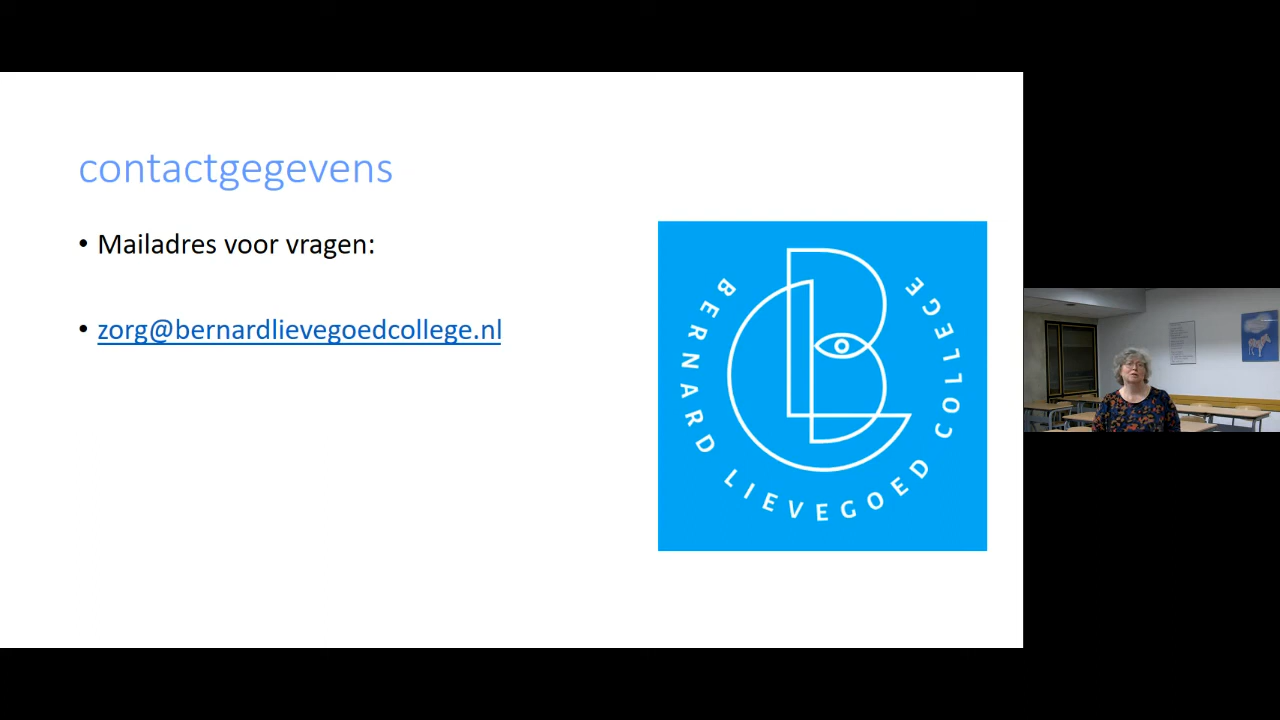 contactgegevens
• Mailadres voor vragen:
• zorg@bernardlievegoedcollege.nl
BERNARD LIEVEGOED COLLEGE